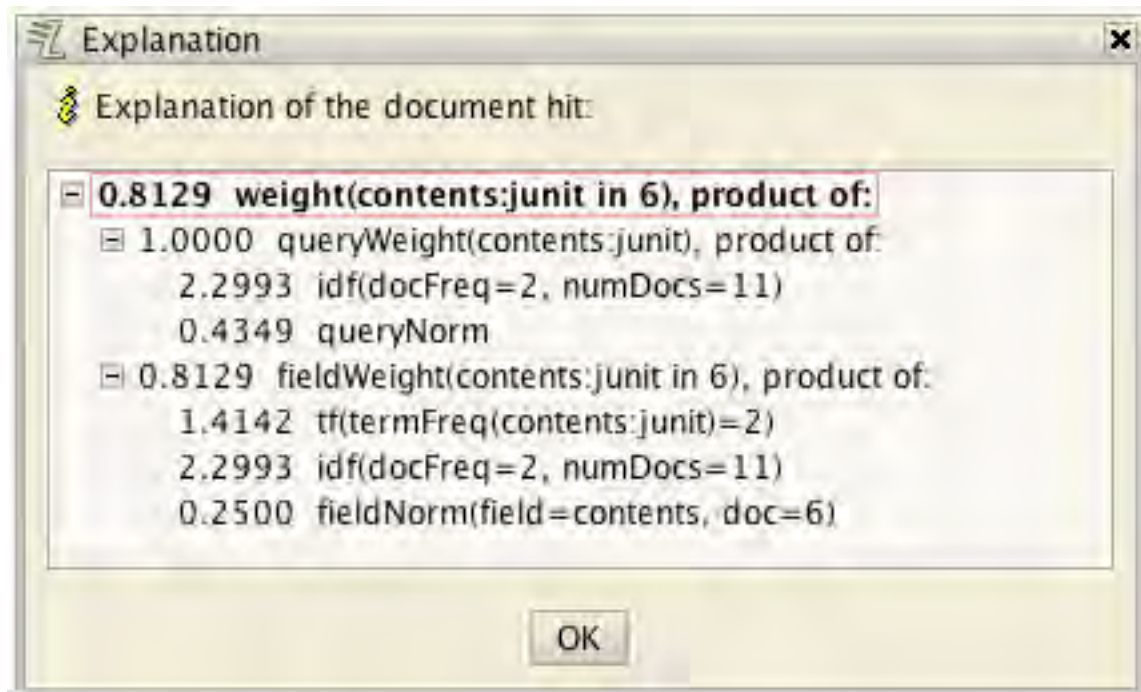 Explanation
Explanation of the document hit:
0.8129 weight(contents:junit in 6), product of:
1.0000 queryWeight(contents:junit), product of:
2.2993 idf(docFreq=2, numDocs=11)
0.4349 queryNorm
0.8129 fieldWeight(contents:junit in 6), product of:
1.4142 tf(termFreq(contents:junit)=2)
2.2993 idf(docFreq=2, numDocs=11)
0.2500 fieldNorm(field=contents, doc=6)
OK